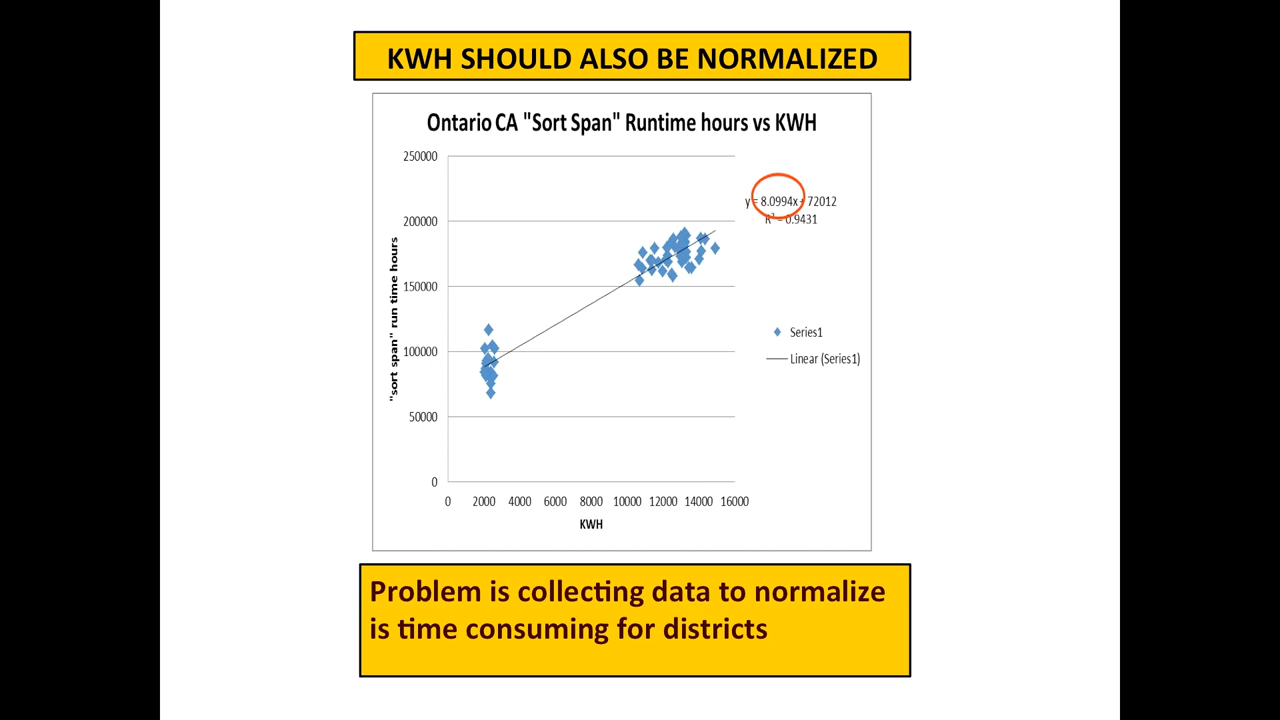 KWH SHOULD ALSO BE NORMALIZED
Ontario CA "Sort Span" Runtime hours vs KWH
250000
200000
150000
100000
50000
0
"sort span" run time hours
0 2000 4000 6000 8000 10000 12000 14000 16000
KWH
y = 8.0994x + 72012
R² = 0.9431
Series1
Linear (Series1)
Problem is collecting data to normalize
is time consuming for districts